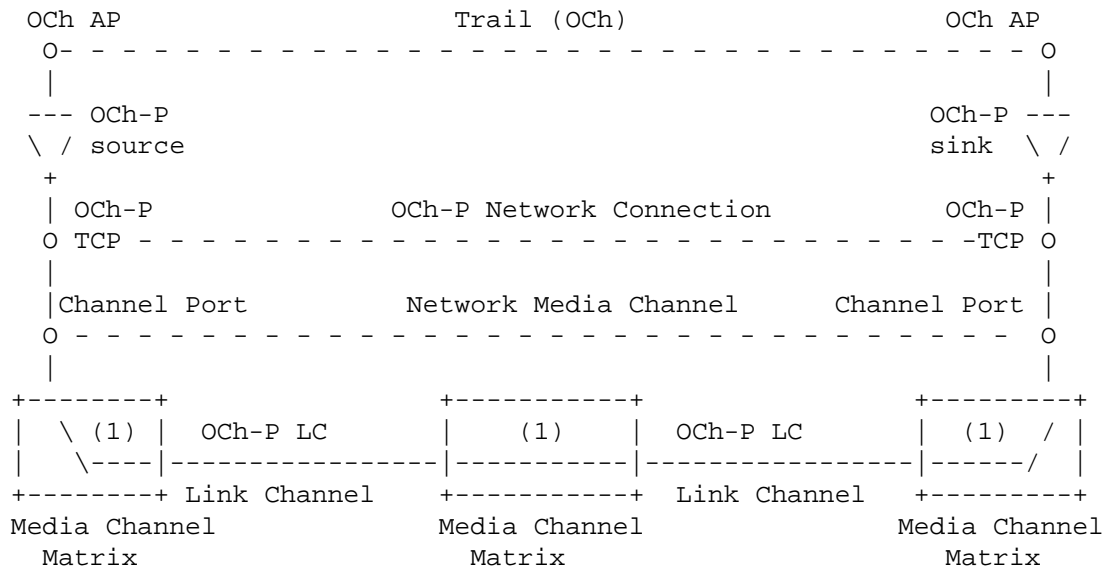 OCh AP                     Trail (OCh)                    OCh AP
O- - - - - - - - - - - - - - - - - - - - - - - - - - - - - - - O
|                                                              |
--- OCh-P                                              OCh-P ---
\ / source                                             sink  \ /
+                                                              +
| OCh-P               OCh-P Network Connection         OCh-P |
O TCP - - - - - - - - - - - - - - - - - - - - - - - - - -TCP O
|                                                              |
|Channel Port          Network Media Channel      Channel Port |
O - - - - - - - - - - - - - - - - - - - - - - - - - - - - - - O
|                                                              |
+--------+                 +-----------+                 +---------+
|  \ (1) |  OCh-P LC       |    (1)    |  OCh-P LC       |  (1)  / |
|   \----|-----------------|-----------|-----------------|------/  |
+--------+ Link Channel    +-----------+  Link Channel   +---------+
Media Channel              Media Channel              Media Channel
Matrix                     Matrix                     Matrix